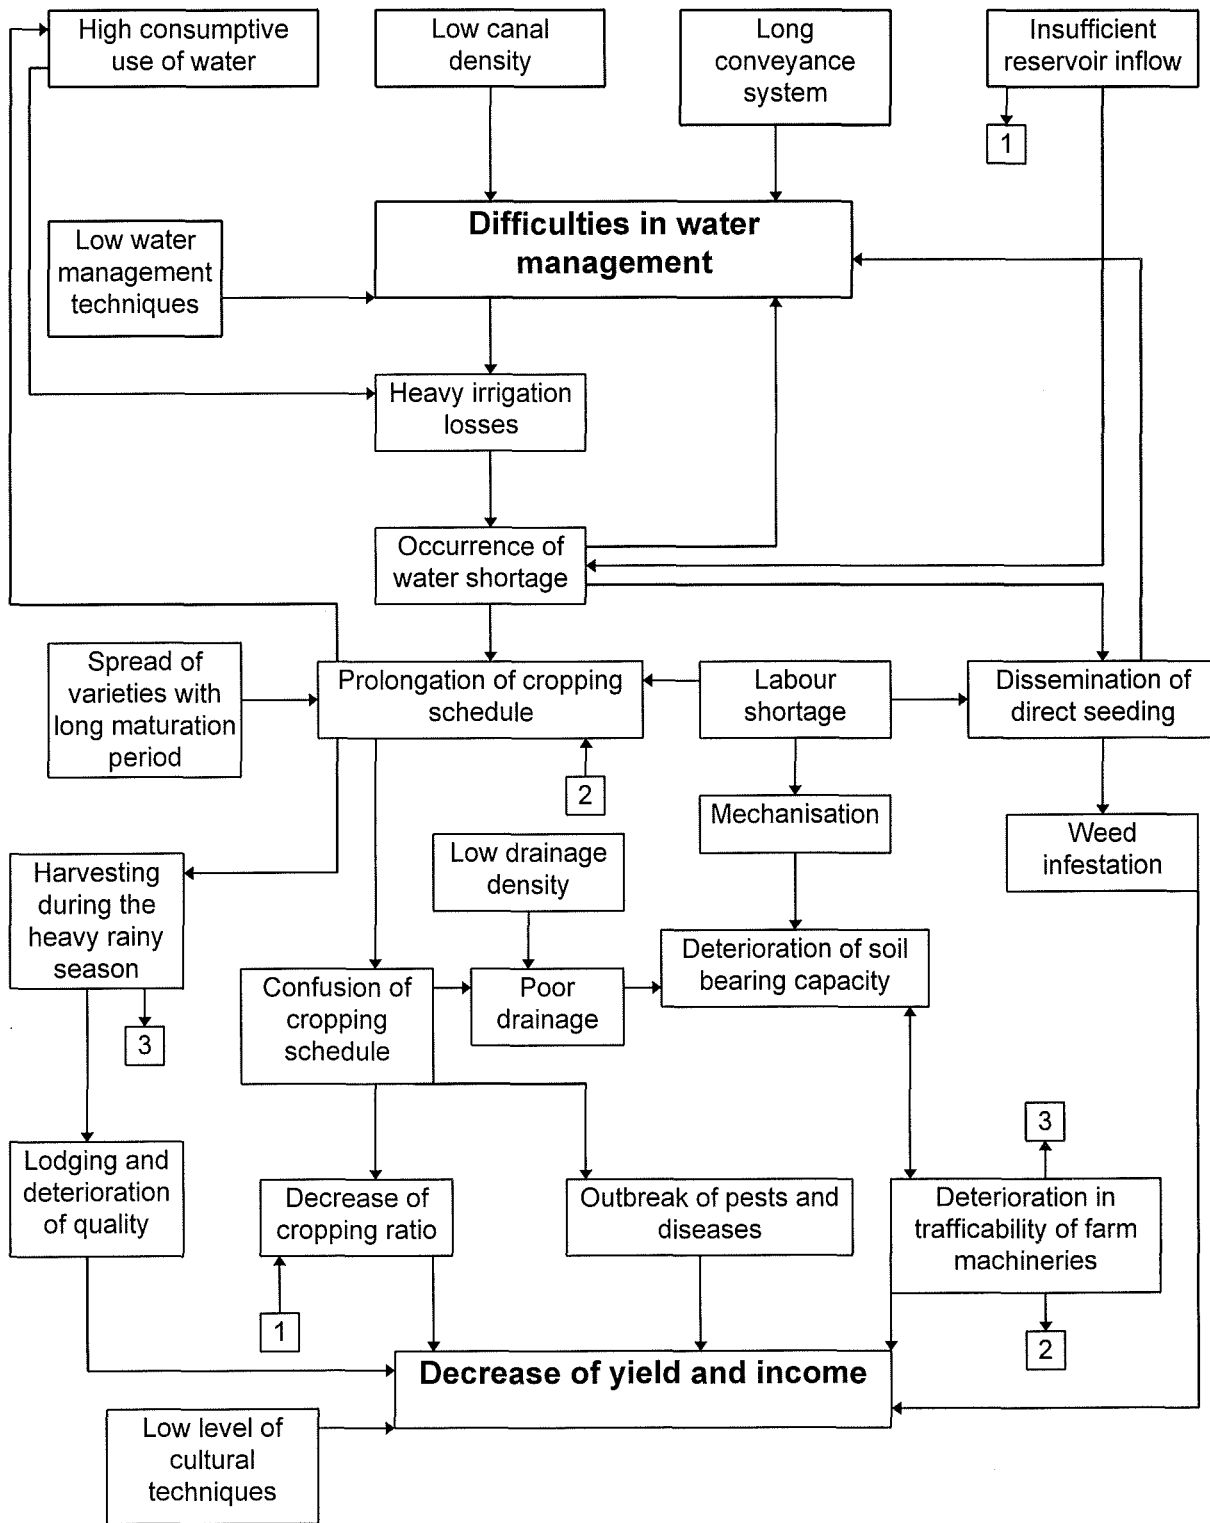 High consumptive
use of water
Low canal
density
Long
conveyance
system
Insufficient
reservoir inflow
1
Difficulties in water
management
Low water
management
techniques
Heavy irrigation
losses
Occurrence of
water shortage
Spread of
varieties with
long maturation
period
Prolongation of cropping
schedule
Labour
shortage
Dissemination of
direct seeding
2
Mechanisation
Weed
infestation
Low drainage
density
Harvesting
during the
heavy rainy
season
Deterioration of soil
bearing capacity
Confusion of
cropping
schedule
Poor
drainage
3
3
Lodging and
deterioration
of quality
Decrease of
cropping ratio
Outbreak of pests and
diseases
Deterioration in
trafficability of farm
machineries
1
2
Decrease of yield and income
Low level of
cultural
techniques